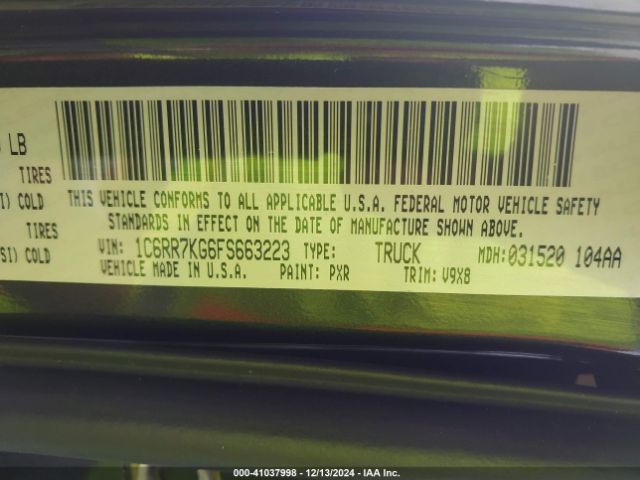 LB
TIRES
I) COLD
TIRES
SI) COLD
THIS VEHICLE CONFORMS TO ALL APPLICABLE U.S.A. FEDERAL MOTOR VEHICLE SAFETY
STANDARDS IN EFFECT ON THE DATE OF MANUFACTURE SHOWN ABOVE.
VIN: 1C6RR7KG6FS663223 TYPE: TRUCK MDH:031520 104AA
VEHICLE MADE IN U.S.A. PAINT: PXR TRIM: V9X8
000-41037998 - 12/13/2024 - IAA Inc.